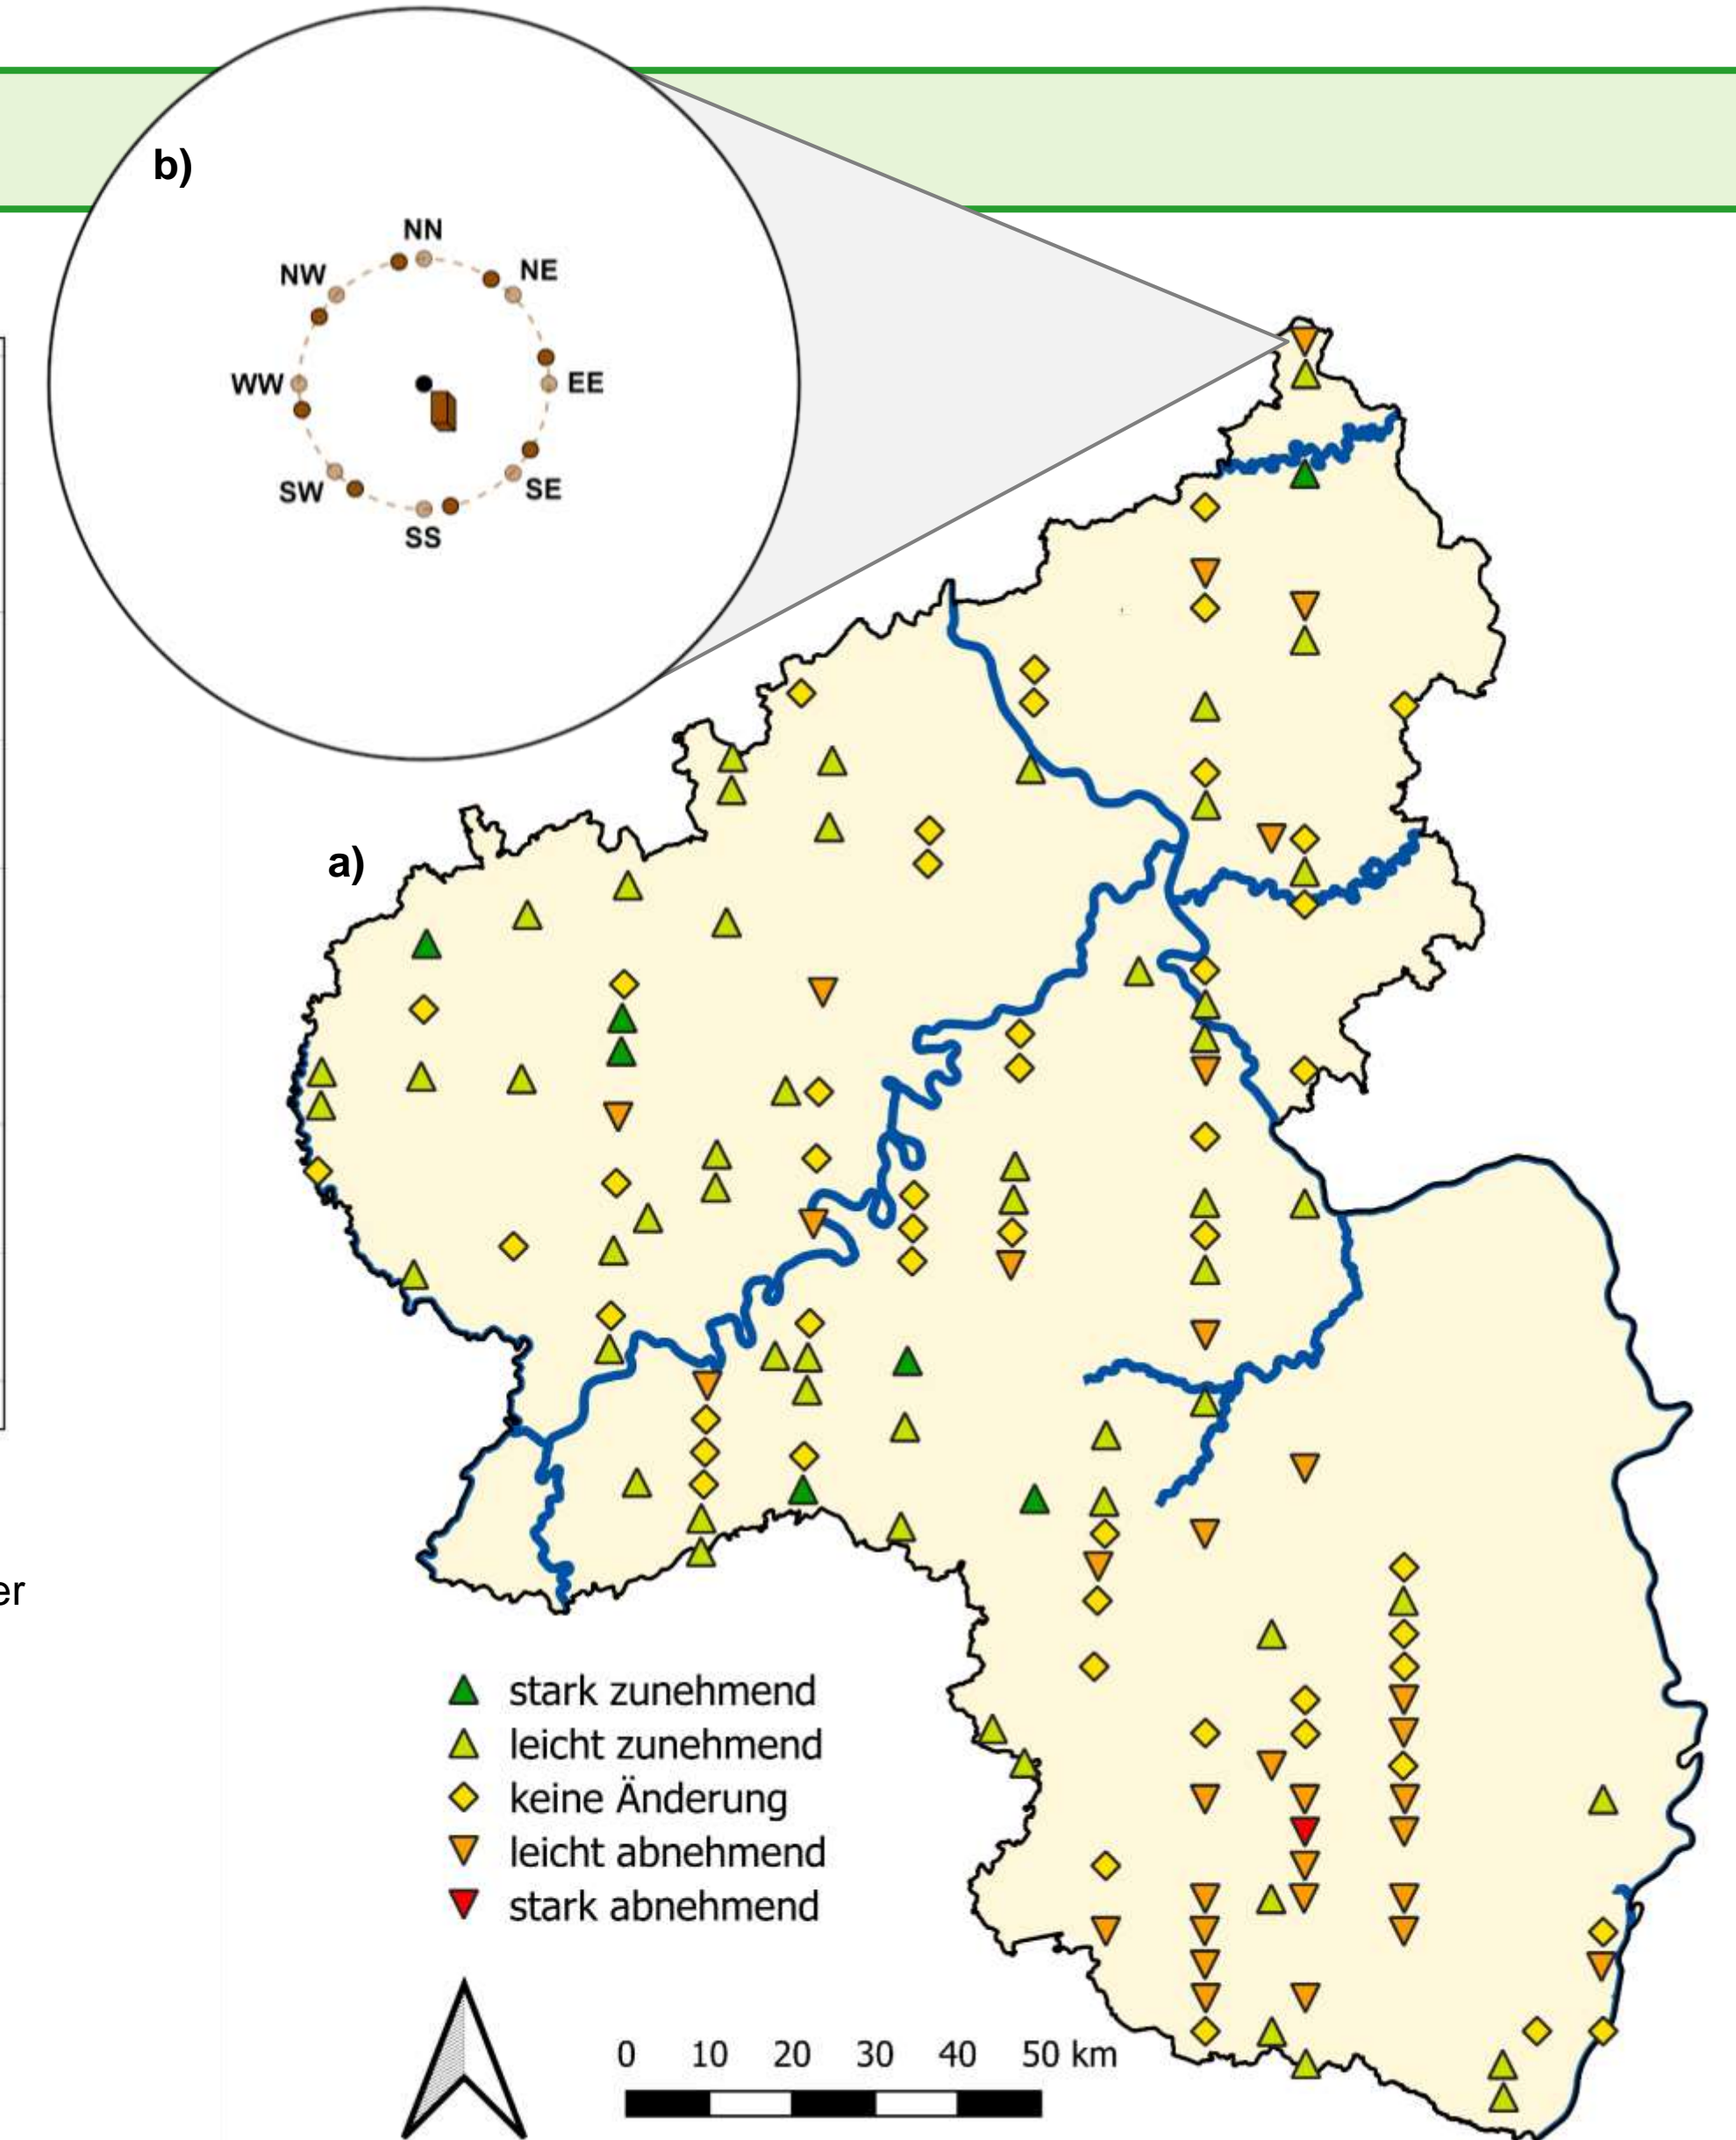 b)
NN
NW
NE
WW
EE
SW
SE
SS
a)
er
stark zunehmend
leicht zunehmend
keine Änderung
leicht abnehmend
stark abnehmend
0 10 20 30 40 50 km